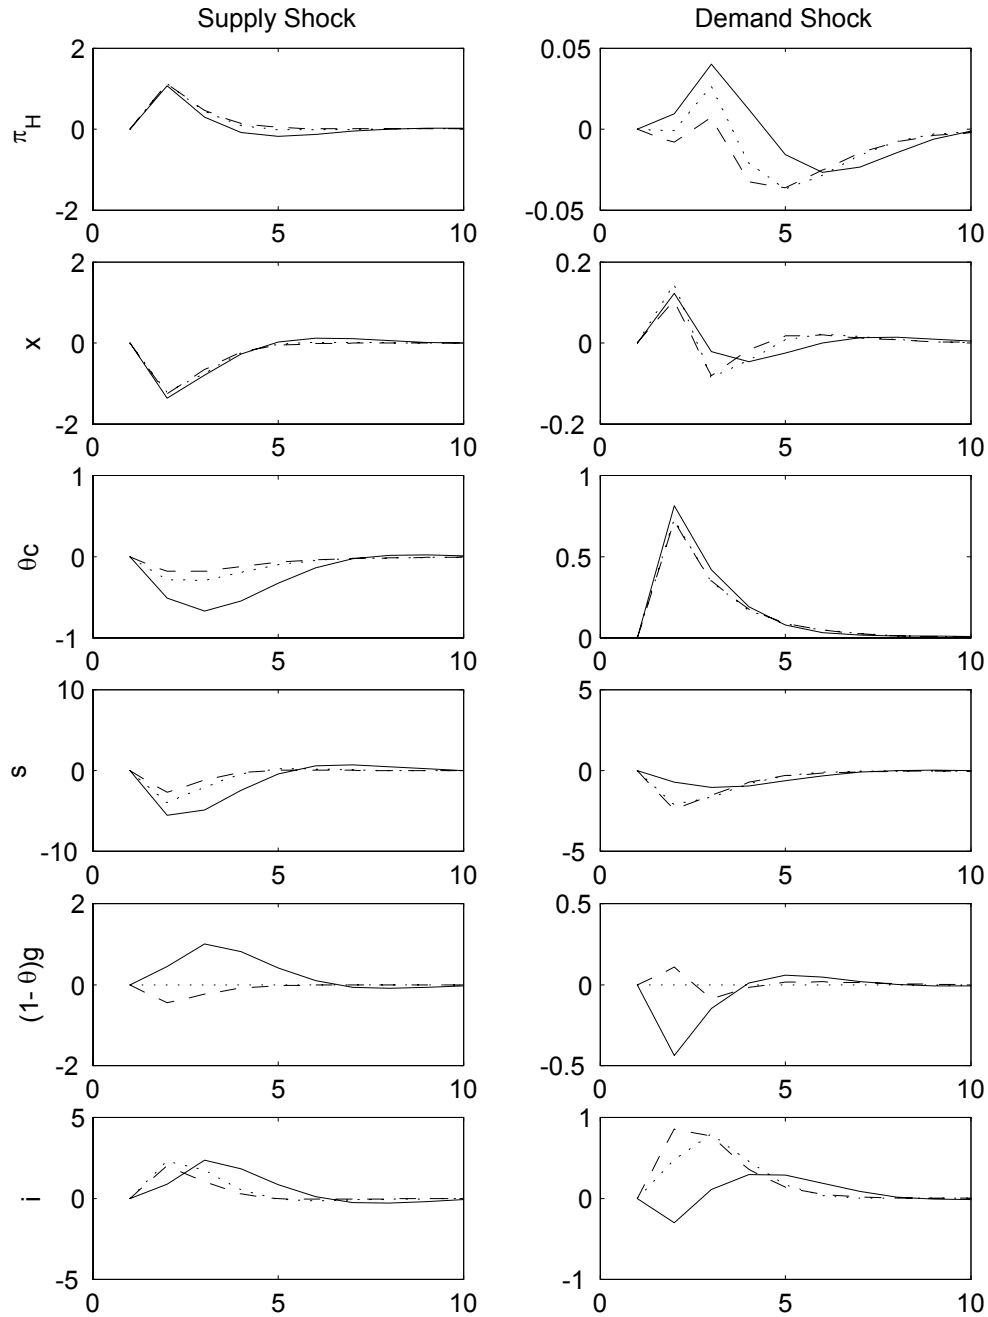 Supply Shock Demand Shock
2 0.05
π_H 0 0
-2 -0.05
0 5 10 0 5 10
2 0.2
x 0 0
-2 -0.2
0 5 10 0 5 10
1 1
θc 0 0.5
-1 0
0 5 10 0 5 10
10 5
s 0 0
-10 -5
0 5 10 0 5 10
2 0.5
(1- θ)g 0 0
-2 -0.5
0 5 10 0 5 10
5 1
i 0 0
-5 -1
0 5 10 0 5 10